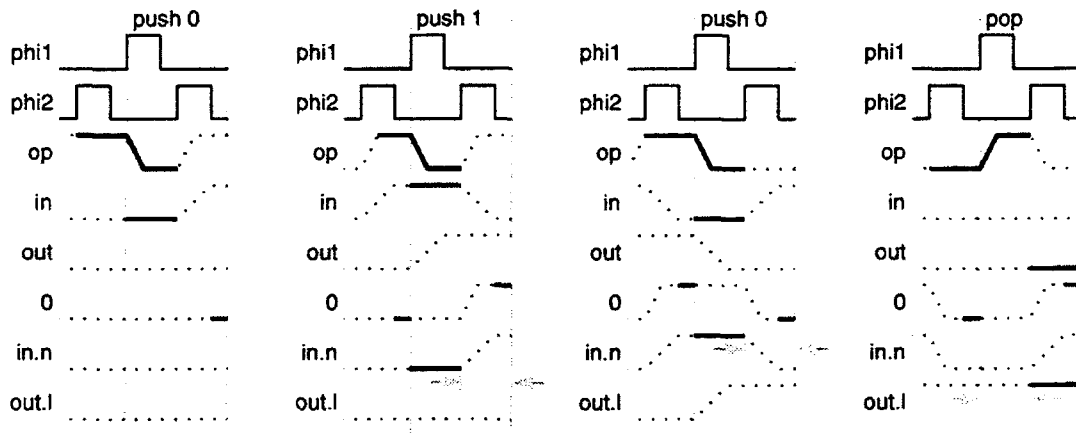 push 0 push 1 push 0 pop
phi1 phi1 phi1 phi1
phi2 phi2 phi2 phi2
op op op op
in in in in
out out out out
0 0 0 0
in.n in.n in.n in.n
out.l out.l out.l out.l